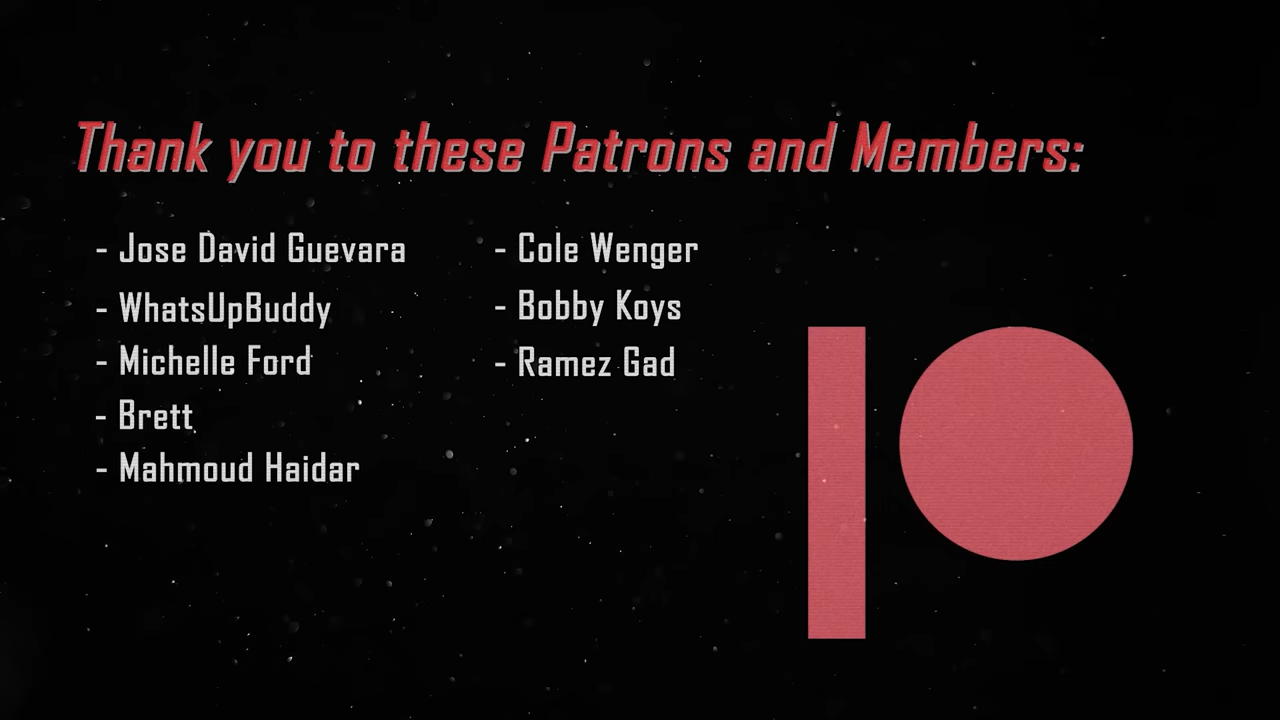 Thank you to these Patrons and Members:
- Jose David Guevara
- WhatsUpBuddy
- Michelle Ford
- Brett
- Mahmoud Haidar
- Cole Wenger
- Bobby Koys
- Ramez Gad